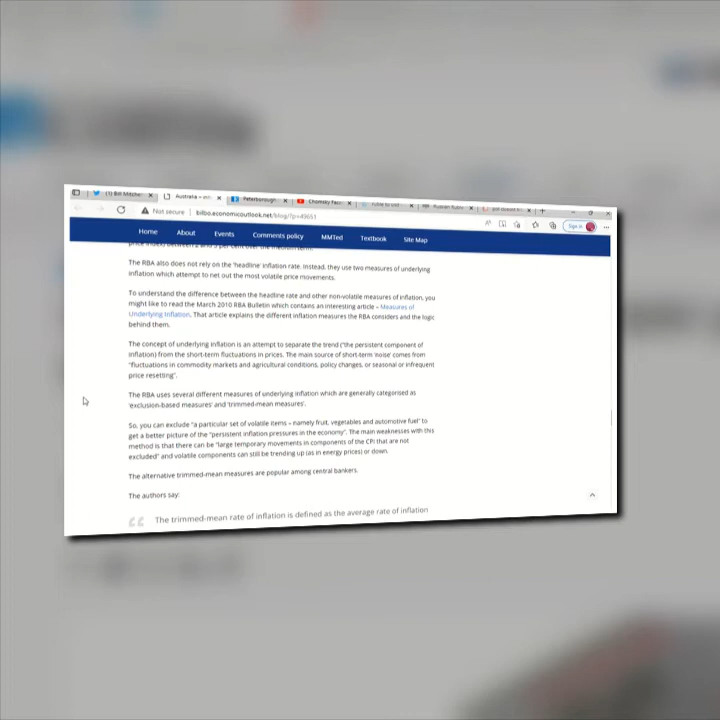 (1) Bill Mitche
Australia –
Peterborough
Chomsky
Not secure
bilbo.economicoutlook.net/blog/?p=49651
Sign in
Home
About
Events
Comments policy
MMTed
Textbook
Site Map
The RBA also does not rely on the 'headline' inflation rate. Instead, they use two measures of underlying
inflation which attempt to net out the most volatile price movements.
To understand the difference between the headline rate and other non-volatile measures of inflation, you
might like to read the March 2010 RBA Bulletin which contains an interesting article – Measures of
Underlying Inflation. That article explains the different inflation measures the RBA considers and the logic
behind them.
The concept of underlying inflation is an attempt to separate the trend ("the persistent component of
inflation) from the short-term fluctuations in prices. The main source of short-term 'noise' comes from
"fluctuations in commodity markets and agricultural conditions, policy changes, or seasonal or infrequent
price resetting".
The RBA uses several different measures of underlying inflation which are generally categorised as
'exclusion-based measures' and 'trimmed-mean measures'.
So, you can exclude "a particular set of volatile items – namely fruit, vegetables and automotive fuel" to
get a better picture of the "persistent inflation pressures in the economy". The main weaknesses with this
method is that there can be "large temporary movements in components of the CPI that are not
excluded" and volatile components can still be trending up (as in energy prices) or down.
The alternative trimmed-mean measures are popular among central bankers.
The authors say:
The trimmed-mean rate of inflation is defined as the average rate of inflation